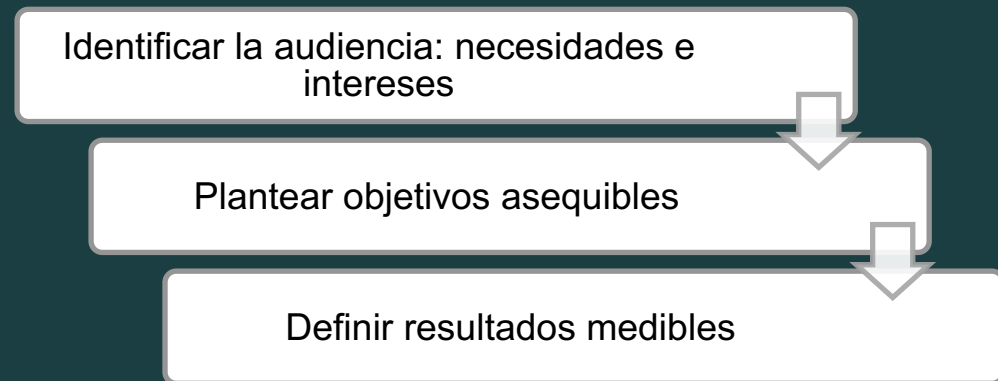 Identificar la audiencia: necesidades e
intereses
Plantear objetivos asequibles
Definir resultados medibles